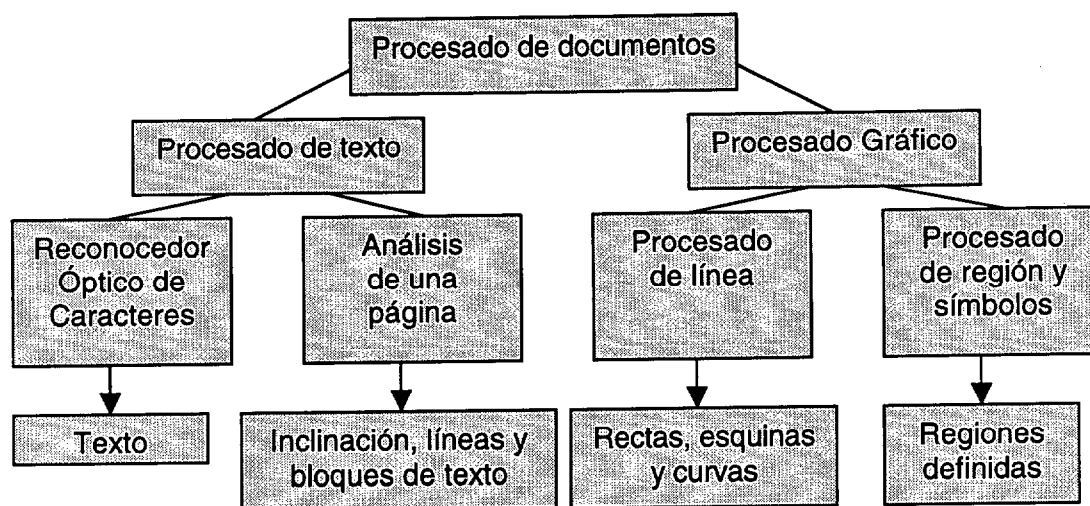 Procesado de documentos
Procesado de texto
Procesado Gráfico
Reconocedor
Óptico de
Caracteres
Análisis
de una
página
Procesado
de línea
Procesado
de región y
símbolos
Texto
Inclinación, líneas y
bloques de texto
Rectas, esquinas
y curvas
Regiones
definidas